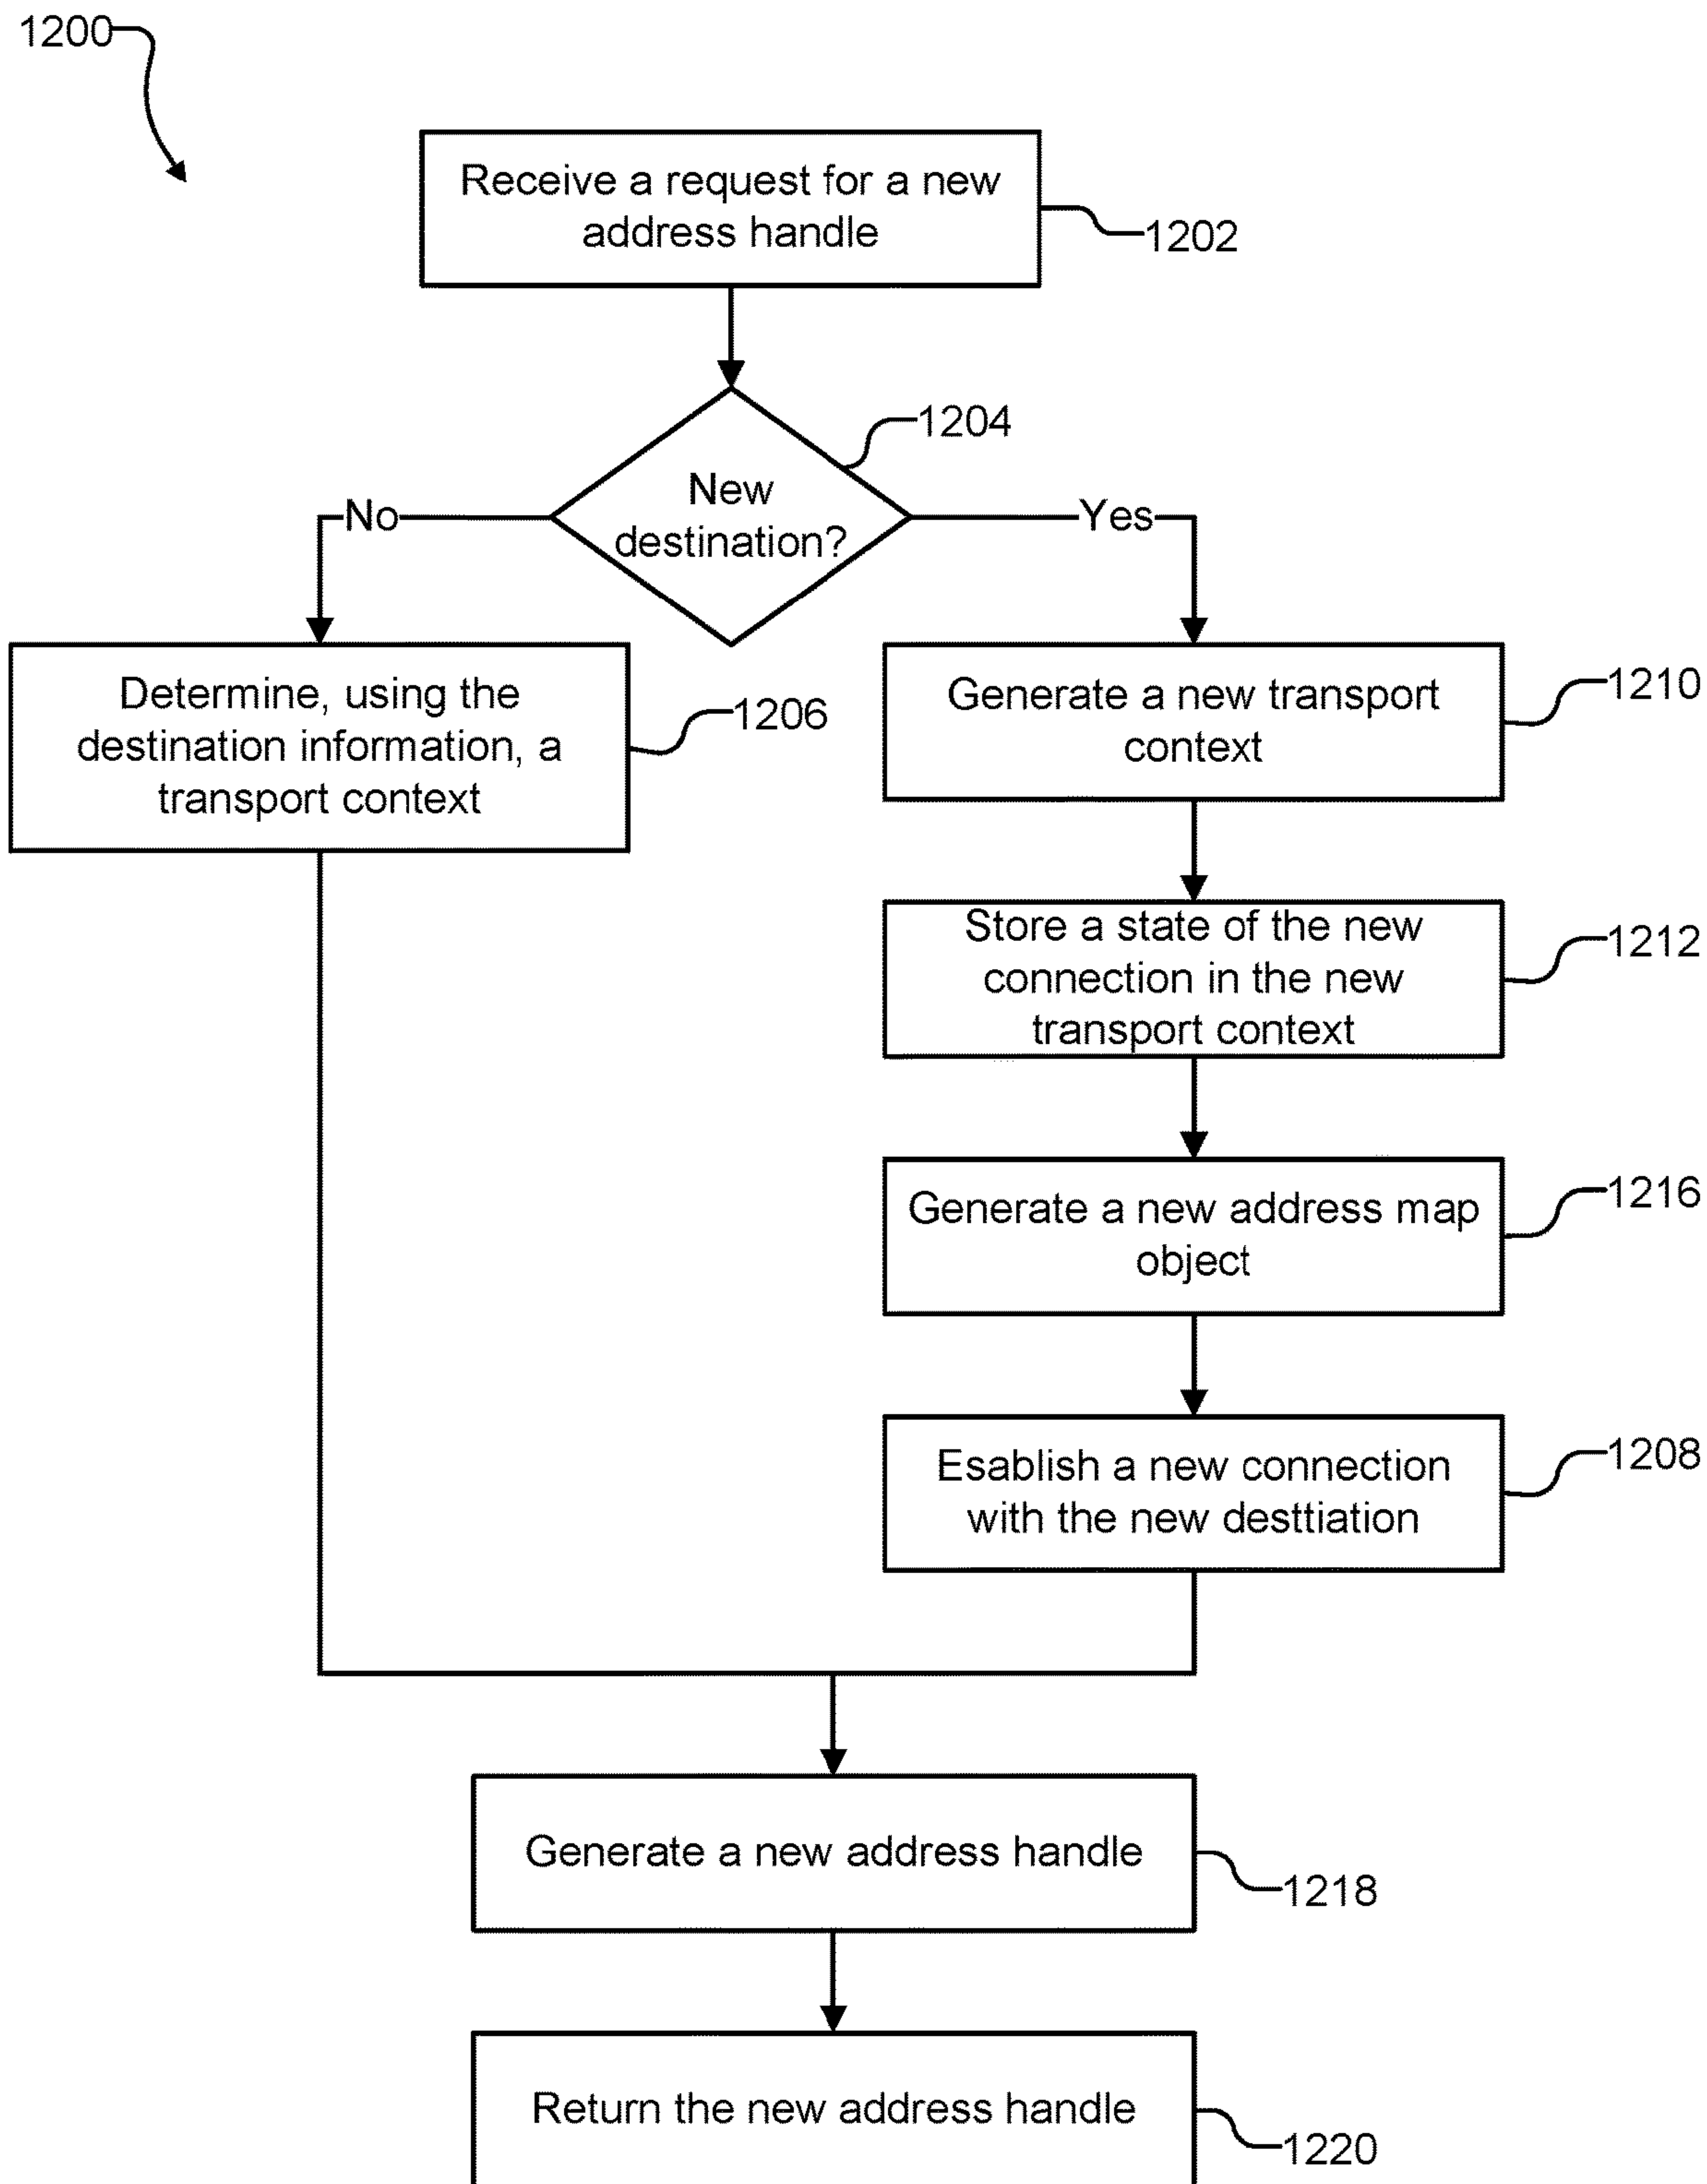 1200
Receive a request for a new
address handle
1202
1204
New
destination?
No
Yes
Determine, using the
destination information, a
transport context
1206
Generate a new transport
context
1210
Store a state of the new
connection in the new
transport context
1212
Generate a new address map
object
1216
Esablish a new connection
with the new desttiation
1208
Generate a new address handle
1218
Return the new address handle
1220